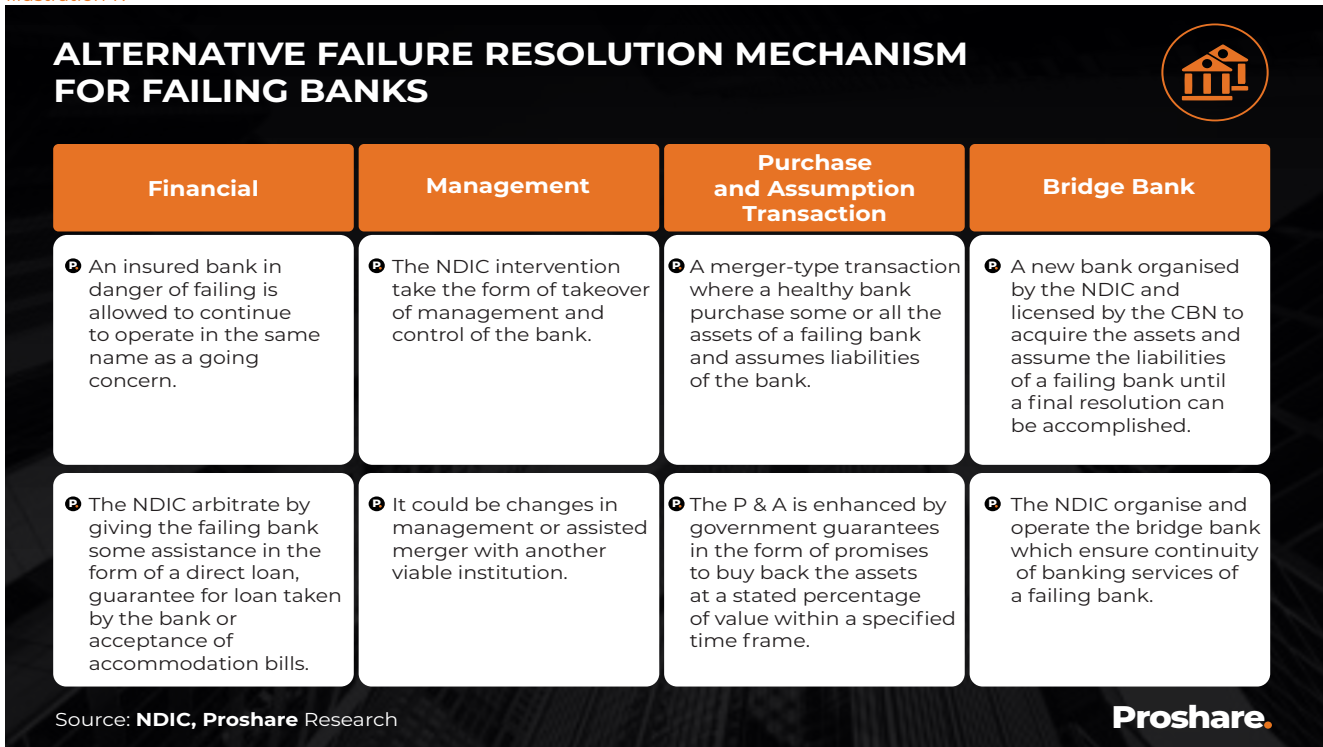 ALTERNATIVE FAILURE RESOLUTION MECHANISM
FOR FAILING BANKS
Financial
Management
Purchase
and Assumption
Transaction
Bridge Bank
An insured bank in
danger of failing is
allowed to continue
to operate in the same
name as a going
concern.
The NDIC intervention
take the form of takeover
of management and
control of the bank.
A merger-type transaction
where a healthy bank
purchase some or all the
assets of a failing bank
and assumes liabilities
of the bank.
A new bank organised
by the NDIC and
licensed by the CBN to
acquire the assets and
assume the liabilities
of a failing bank until
a final resolution can
be accomplished.
The NDIC arbitrate by
giving the failing bank
some assistance in the
form of a direct loan,
guarantee for loan taken
by the bank or
acceptance of
accommodation bills.
It could be changes in
management or assisted
merger with another
viable institution.
The P & A is enhanced by
government guarantees
in the form of promises
to buy back the assets
at a stated percentage
of value within a specified
time frame.
The NDIC organise and
operate the bridge bank
which ensure continuity
of banking services of
a failing bank.
Source: NDIC, Proshare Research
Proshare.